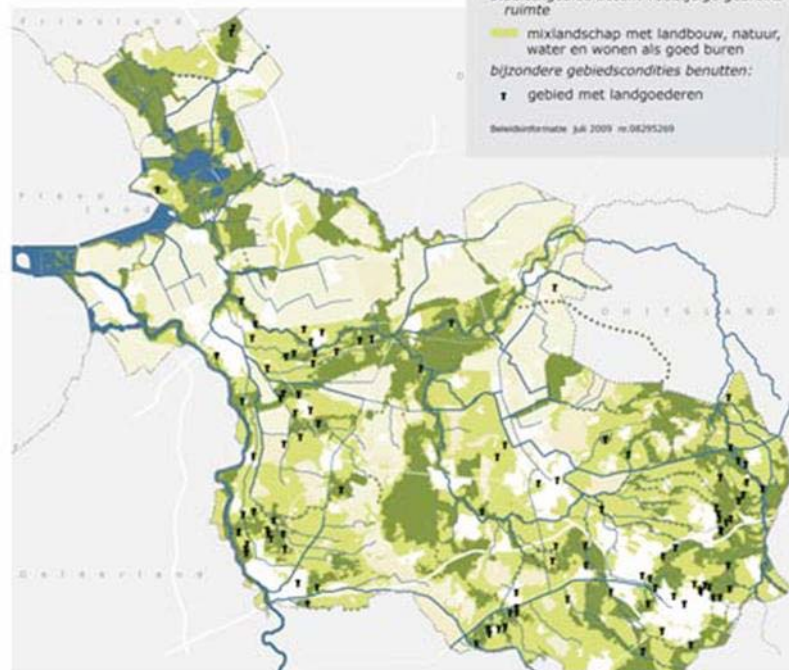 ruimte
mixlandschap met landbouw, natuur,
water en wonen als goed buren
bijzondere gebiedscondities benutten:
gebied met landgoederen
Beleidsinformatie juli 2009 nr.08295269
Friesland
D
Flevo
land
DUITSLAND
Gelderland